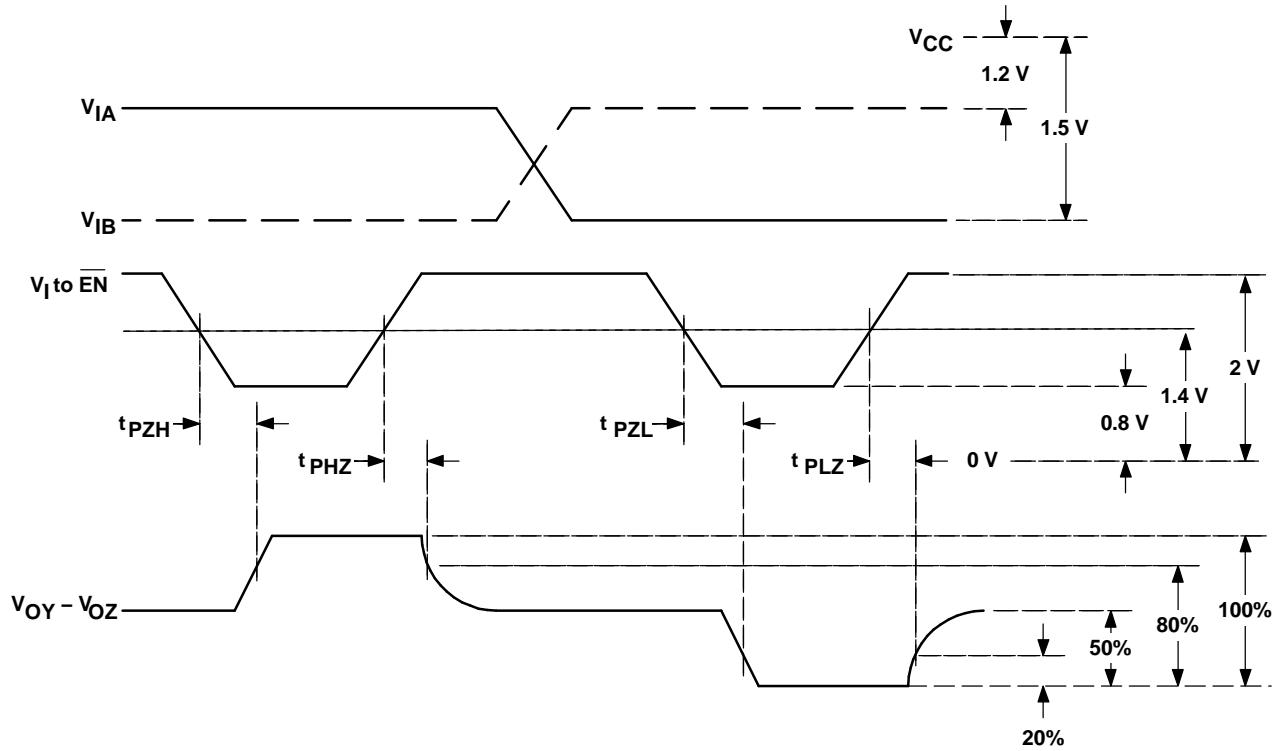 VCC
1.2 V
VIA
1.5 V
VIB
VI to E̅N̅
2 V
1.4 V
0.8 V
tPZH
tPZL
tPHZ
tPLZ
0 V
VOY – VOZ
100%
80%
50%
20%